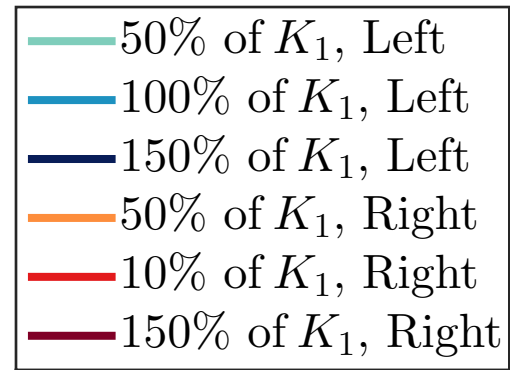 50% of K₁, Left
100% of K₁, Left
150% of K₁, Left
50% of K₁, Right
10% of K₁, Right
150% of K₁, Right